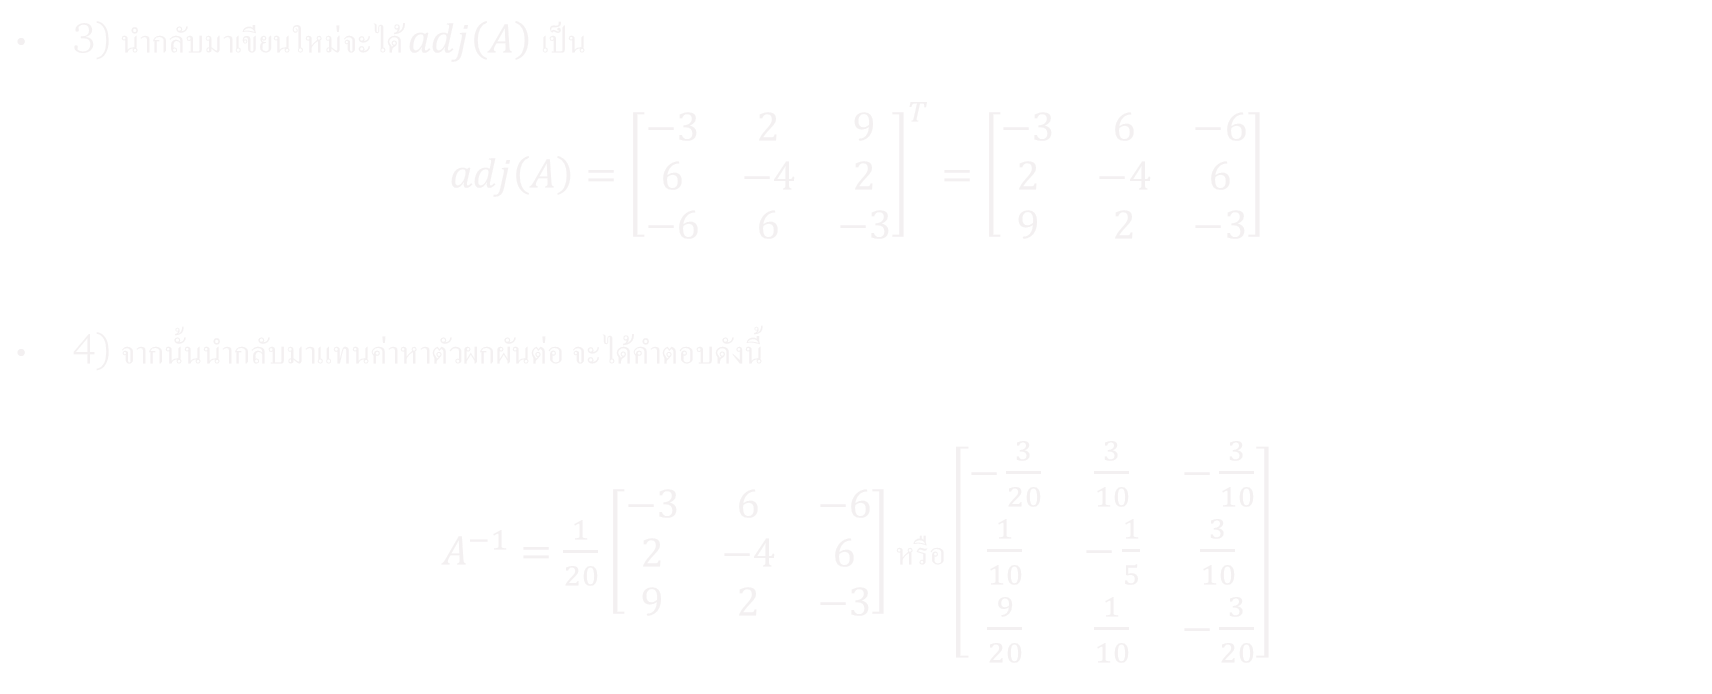 • 3) นำกลับมาเขียนใหม่จะได้ adj(A) เป็น
adj(A) = [−3 2 9; 6 −4 2; −6 6 −3]^T = [−3 6 −6; 2 −4 6; 9 2 −3]
• 4) จากนั้นนำกลับมาแทนค่าหาตัวผกผันต่อ จะได้คำตอบดังนี้
A^−1 = 1/20 [−3 6 −6; 2 −4 6; 9 2 −3] หรือ [−3/20 3/10 −3/10; 1/10 −1/5 3/10; 9/20 1/10 −3/20]